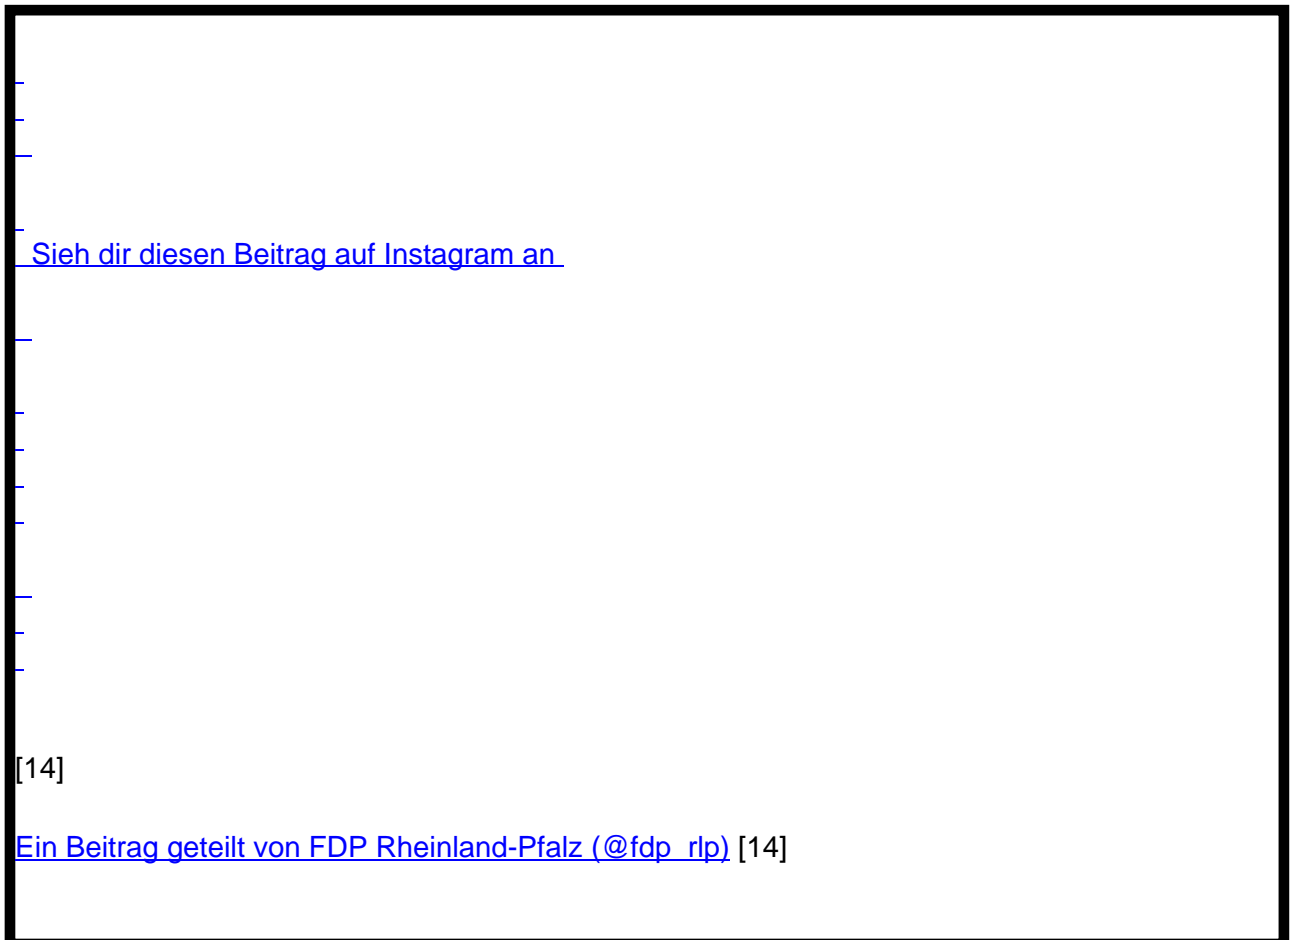 Sieh dir diesen Beitrag auf Instagram an
[14]
Ein Beitrag geteilt von FDP Rheinland-Pfalz (@fdp_rlp) [14]